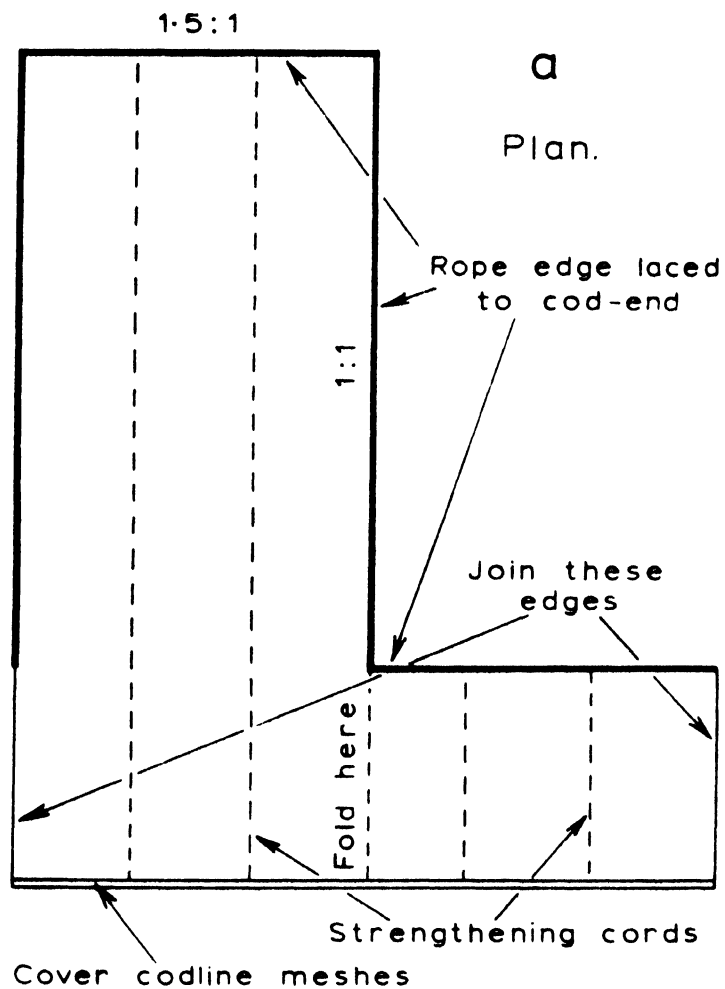 1·5:1
a
Plan.
Rope edge laced
to cod-end
1:1
Join these
edges
Fold here
Strengthening cords
Cover codline meshes